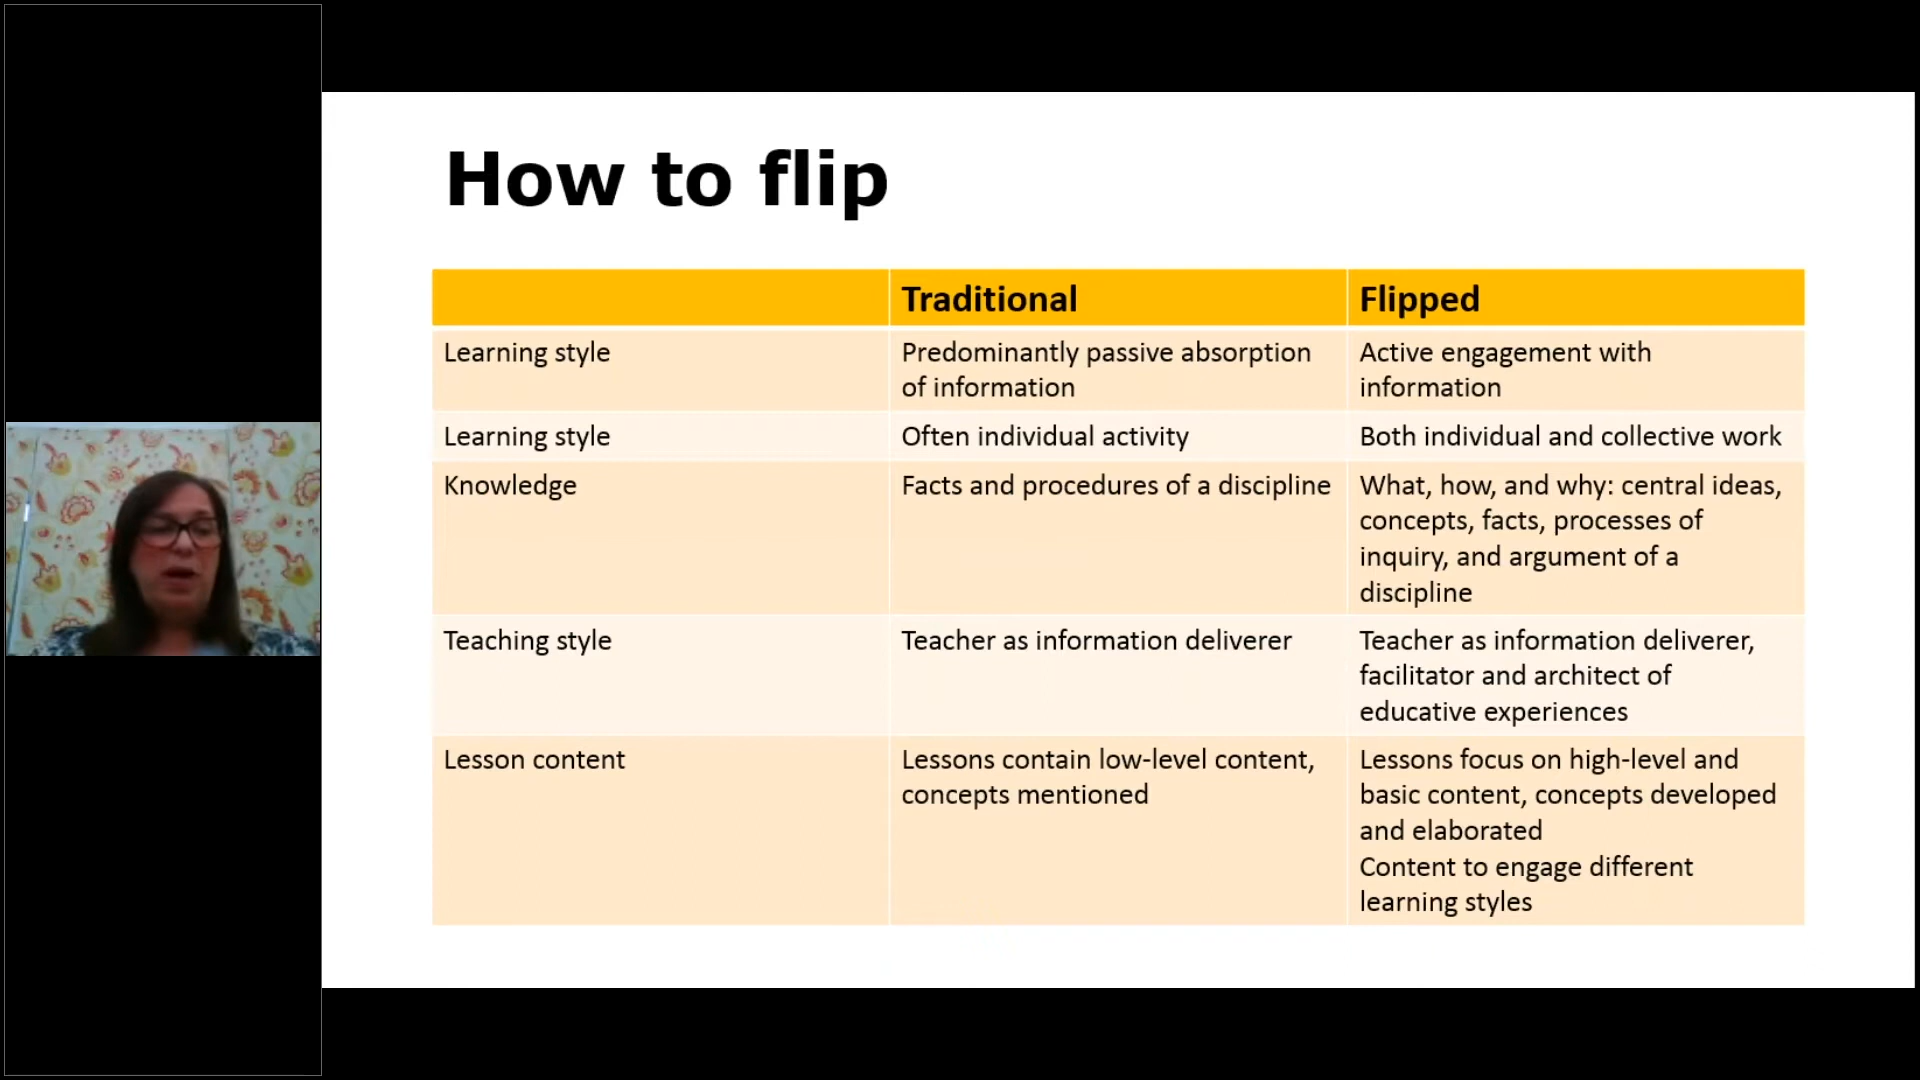 How to flip
Traditional
Flipped
Learning style
Predominantly passive absorption
of information
Active engagement with
information
Learning style
Often individual activity
Both individual and collective work
Knowledge
Facts and procedures of a discipline
What, how, and why: central ideas,
concepts, facts, processes of
inquiry, and argument of a
discipline
Teaching style
Teacher as information deliverer
Teacher as information deliverer,
facilitator and architect of
educative experiences
Lesson content
Lessons contain low-level content,
concepts mentioned
Lessons focus on high-level and
basic content, concepts developed
and elaborated
Content to engage different
learning styles